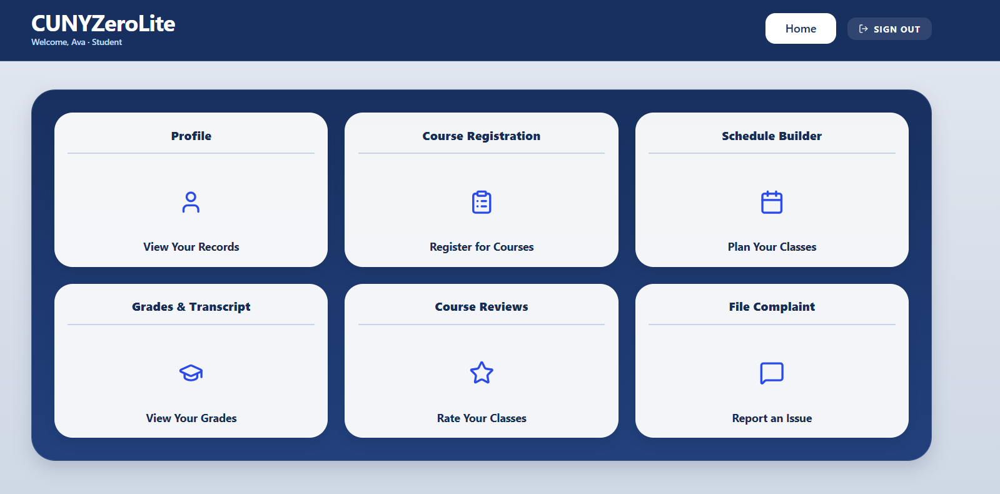 CUNYZeroLite
Welcome, Ava · Student
Home
SIGN OUT
Profile
View Your Records
Course Registration
Register for Courses
Schedule Builder
Plan Your Classes
Grades & Transcript
View Your Grades
Course Reviews
Rate Your Classes
File Complaint
Report an Issue